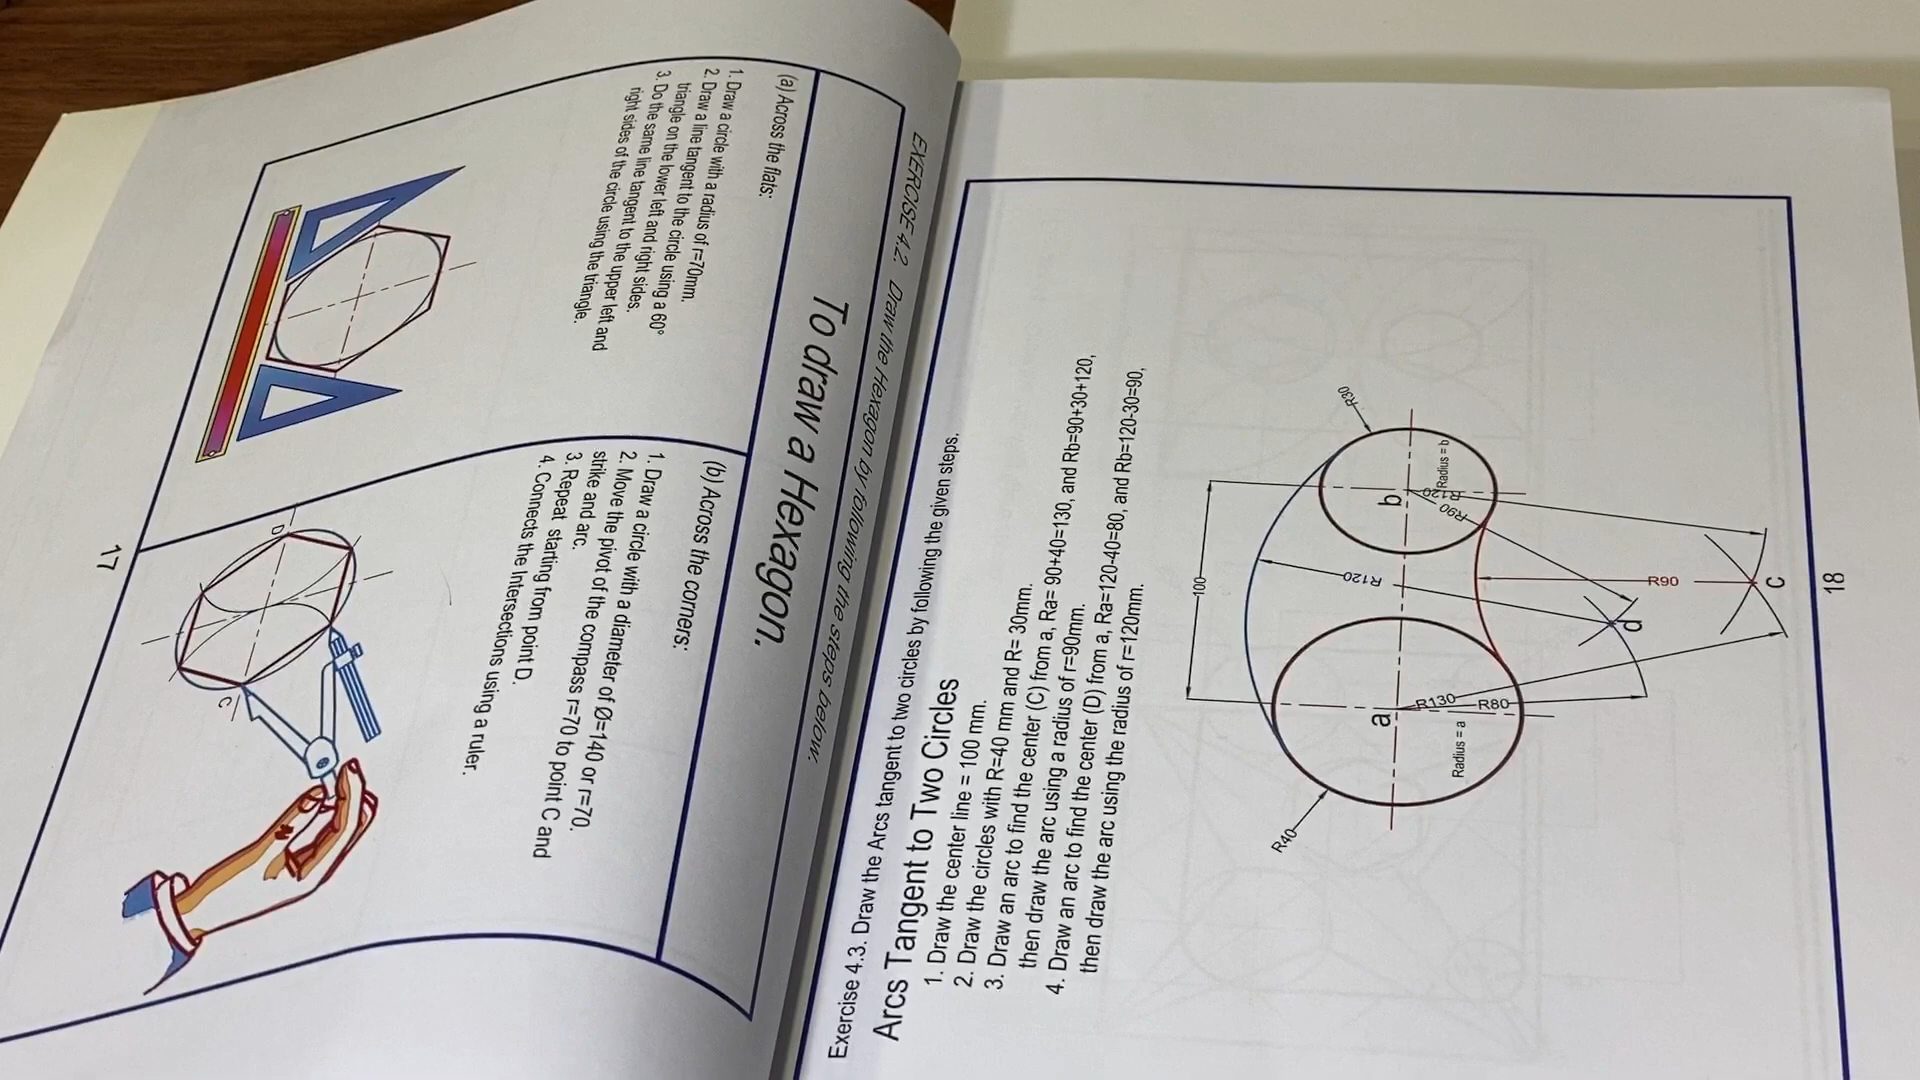 EXERCISE 4.2. Draw the Hexagon by following the steps below.
To draw a Hexagon.
(a) Across the flats:
1. Draw a circle with a radius of r=70mm.
2. Draw a line tangent to the circle using a 60°
triangle on the lower left and right sides.
3. Do the same line tangent to the upper left and
right sides of the circle using the triangle.
(b) Across the corners:
1. Draw a circle with a diameter of Ø=140 or r=70.
2. Move the pivot of the compass r=70 to point C and
strike and arc.
3. Repeat starting from point D.
4. Connects the Intersections using a ruler.
D
C
17
Exercise 4.3. Draw the Arcs tangent to two circles by following the given steps.
Arcs Tangent to Two Circles
1. Draw the center line = 100 mm.
2. Draw the circles with R=40 mm and R= 30mm.
3. Draw an arc to find the center (C) from a, Ra= 90+40=130, and Rb=90+30+120,
then draw the arc using a radius of r=90mm.
4. Draw an arc to find the center (D) from a, Ra=120-40=80, and Rb=120-30=90,
then draw the arc using the radius of r=120mm.
100
R30
R40
R120
a
b
Radius = a
Radius = b
R120
R90
R130
R80
R90
d
C
18